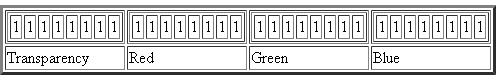 1 1 1 1 1 1 1 1 1 1 1 1 1 1 1 1 1 1 1 1 1 1 1 1 1 1 1 1 1 1 1 1
Transparency Red Green Blue